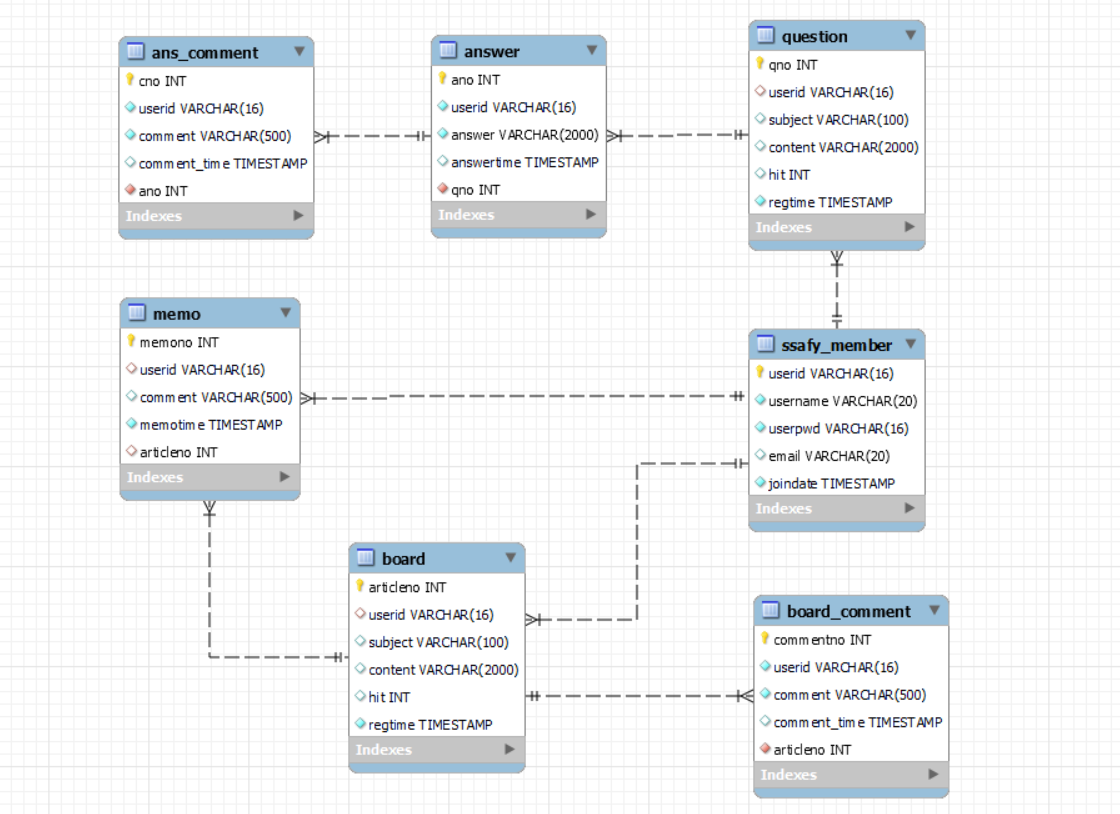 ans_comment
cno INT
userid VARCHAR(16)
comment VARCHAR(500)
comment_time TIMESTAMP
ano INT
Indexes
answer
ano INT
userid VARCHAR(16)
answer VARCHAR(2000)
answertime TIMESTAMP
qno INT
Indexes
question
qno INT
userid VARCHAR(16)
subject VARCHAR(100)
content VARCHAR(2000)
hit INT
regtime TIMESTAMP
Indexes
memo
memono INT
userid VARCHAR(16)
comment VARCHAR(500)
memotime TIMESTAMP
articleno INT
Indexes
ssafy_member
userid VARCHAR(16)
username VARCHAR(20)
userpwd VARCHAR(16)
email VARCHAR(20)
joindate TIMESTAMP
Indexes
board
articleno INT
userid VARCHAR(16)
subject VARCHAR(100)
content VARCHAR(2000)
hit INT
regtime TIMESTAMP
Indexes
board_comment
commentno INT
userid VARCHAR(16)
comment VARCHAR(500)
comment_time TIMESTAMP
articleno INT
Indexes